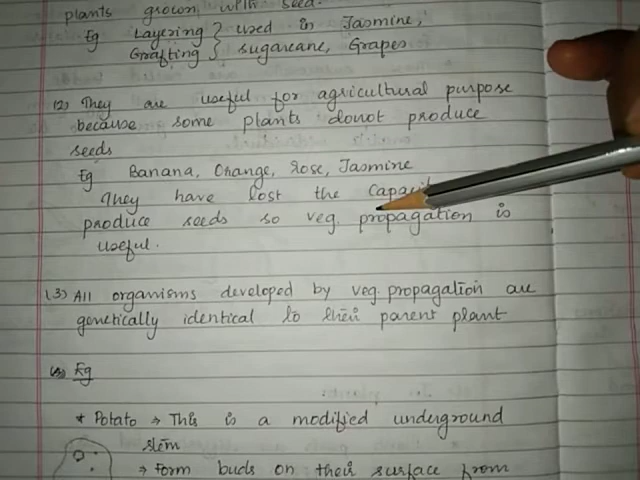 plants grown with seed.
Eg Layering } used in Jasmine,
Grafting } sugarcane, Grapes
(2) They are useful for agricultural purpose
because some plants donot produce
seeds
Eg Banana, Orange, rose, Jasmine
They have lost the
produce seeds so veg. propagation is
useful.
(3) All organisms developed by veg. propagation are
genetically identical to their parent plant
Eg
* Potato → This is a modified underground
stem
→ Form buds on their surface from